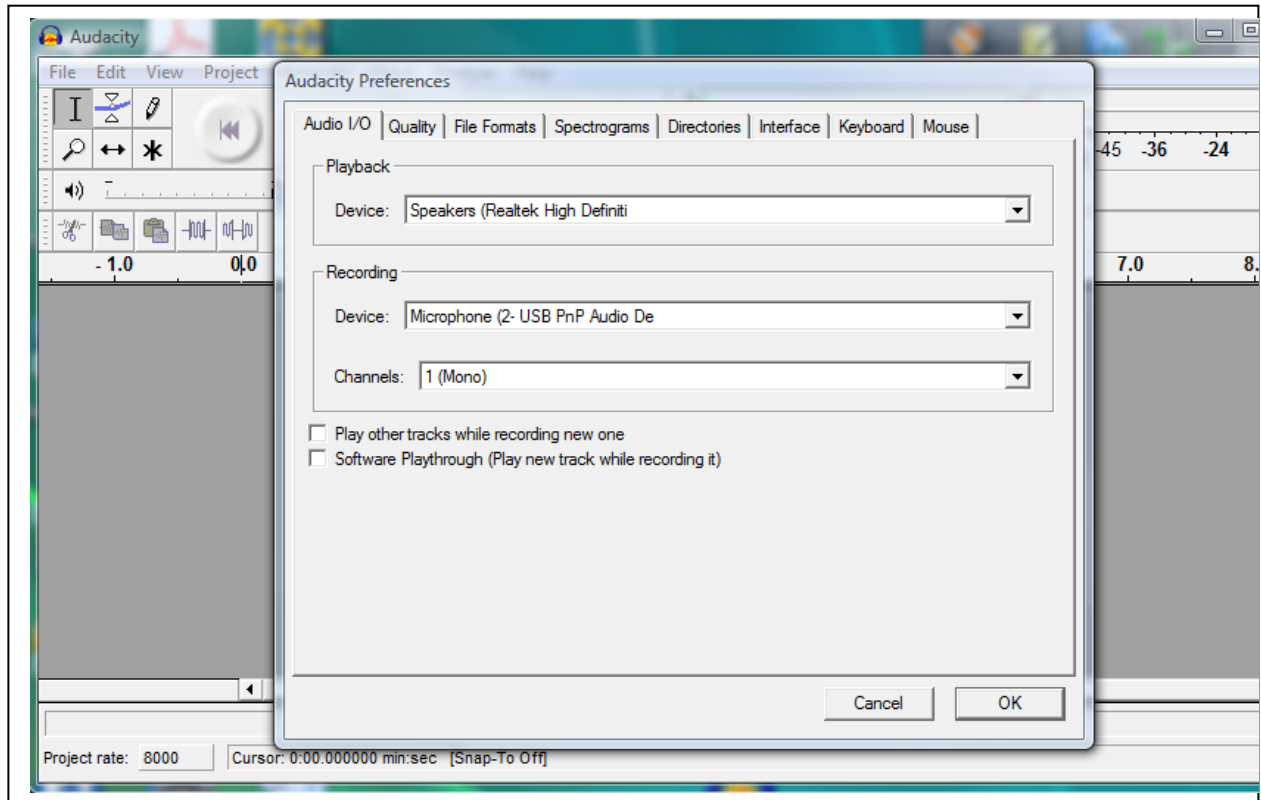 Audacity
File Edit View Project
Audacity Preferences
Audio I/O Quality File Formats Spectrograms Directories Interface Keyboard Mouse
-45 -36 -24
Playback
Device: Speakers (Realtek High Definiti
- 1.0 0,0 7.0 8.
Recording
Device: Microphone (2- USB PnP Audio De
Channels: 1 (Mono)
Play other tracks while recording new one
Software Playthrough (Play new track while recording it)
Cancel OK
Project rate: 8000 Cursor: 0:00.000000 min:sec [Snap-To Off]